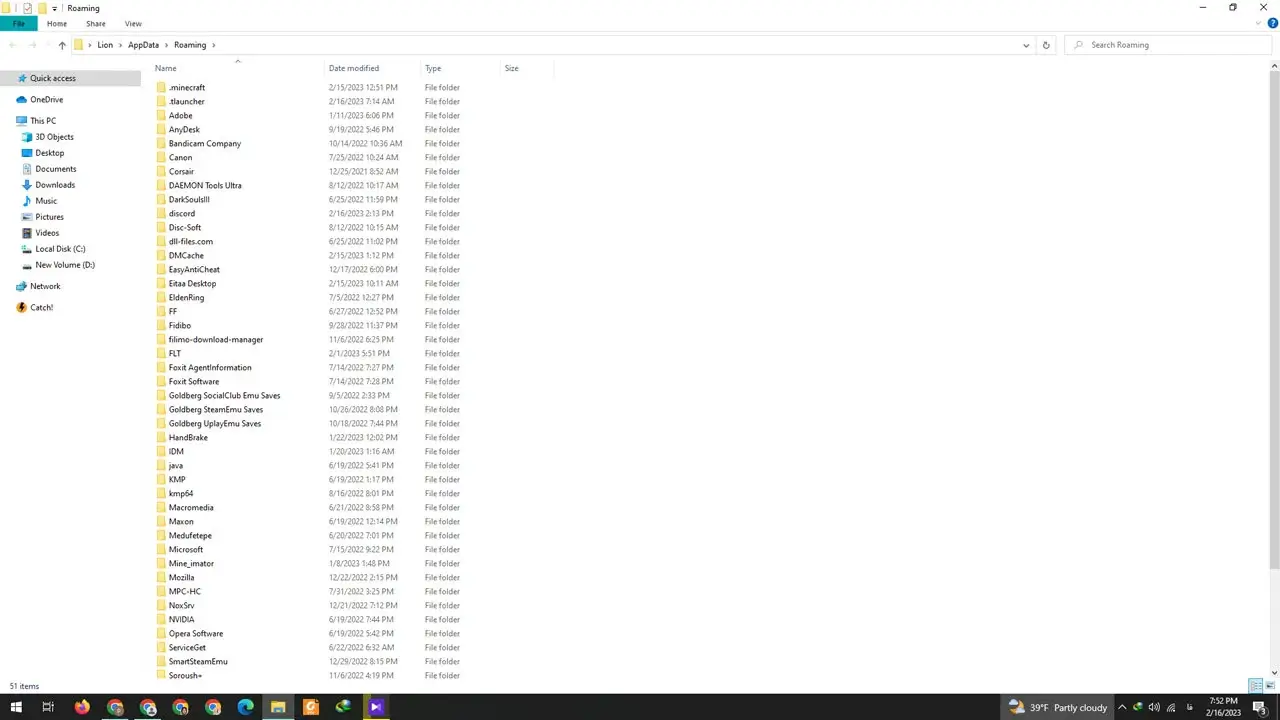 Roaming
File Home Share View
Lion AppData Roaming
Search Roaming
Name Date modified Type Size
Quick access
OneDrive
This PC
3D Objects
Desktop
Documents
Downloads
Music
Pictures
Videos
Local Disk (C:)
New Volume (D:)
Network
Catch!
.minecraft 2/15/2023 12:51 PM File folder
.tlauncher 2/16/2023 7:14 AM File folder
Adobe 1/11/2023 6:06 PM File folder
AnyDesk 9/19/2022 5:46 PM File folder
Bandicam Company 10/14/2022 10:36 AM File folder
Canon 7/25/2022 10:24 AM File folder
Corsair 12/25/2021 8:52 AM File folder
DAEMON Tools Ultra 8/12/2022 10:17 AM File folder
DarkSoulsIII 6/25/2022 11:59 PM File folder
discord 2/16/2023 2:13 PM File folder
Disc-Soft 8/12/2022 10:15 AM File folder
dll-files.com 6/25/2022 11:02 PM File folder
DMCache 2/15/2023 1:12 PM File folder
EasyAntiCheat 12/17/2022 6:00 PM File folder
Eitaa Desktop 2/15/2023 10:11 AM File folder
EldenRing 7/5/2022 12:27 PM File folder
FF 6/27/2022 12:52 PM File folder
Fidibo 9/28/2022 11:37 PM File folder
filimo-download-manager 11/6/2022 6:25 PM File folder
FLT 2/1/2023 5:51 PM File folder
Foxit AgentInformation 7/14/2022 7:27 PM File folder
Foxit Software 7/14/2022 7:28 PM File folder
Goldberg SocialClub Emu Saves 9/5/2022 2:33 PM File folder
Goldberg SteamEmu Saves 10/26/2022 8:08 PM File folder
Goldberg UplayEmu Saves 10/18/2022 7:44 PM File folder
HandBrake 1/22/2023 12:02 PM File folder
IDM 1/20/2023 1:16 AM File folder
java 6/19/2022 5:41 PM File folder
KMP 6/19/2022 1:17 PM File folder
kmp64 8/16/2022 8:01 PM File folder
Macromedia 6/21/2022 8:58 PM File folder
Maxon 6/19/2022 12:14 PM File folder
Medufetepe 6/20/2022 7:01 PM File folder
Microsoft 7/15/2022 9:22 PM File folder
Mine_imator 1/8/2023 1:48 PM File folder
Mozilla 12/22/2022 2:15 PM File folder
MPC-HC 7/31/2022 3:25 PM File folder
NoxSrv 12/21/2022 7:12 PM File folder
NVIDIA 6/19/2022 7:44 PM File folder
Opera Software 6/19/2022 5:42 PM File folder
ServiceGet 6/22/2022 6:32 AM File folder
SmartSteamEmu 12/29/2022 8:15 PM File folder
Soroush+ 11/6/2022 4:19 PM File folder
51 items
39°F Partly cloudy
7:52 PM
2/16/2023
3